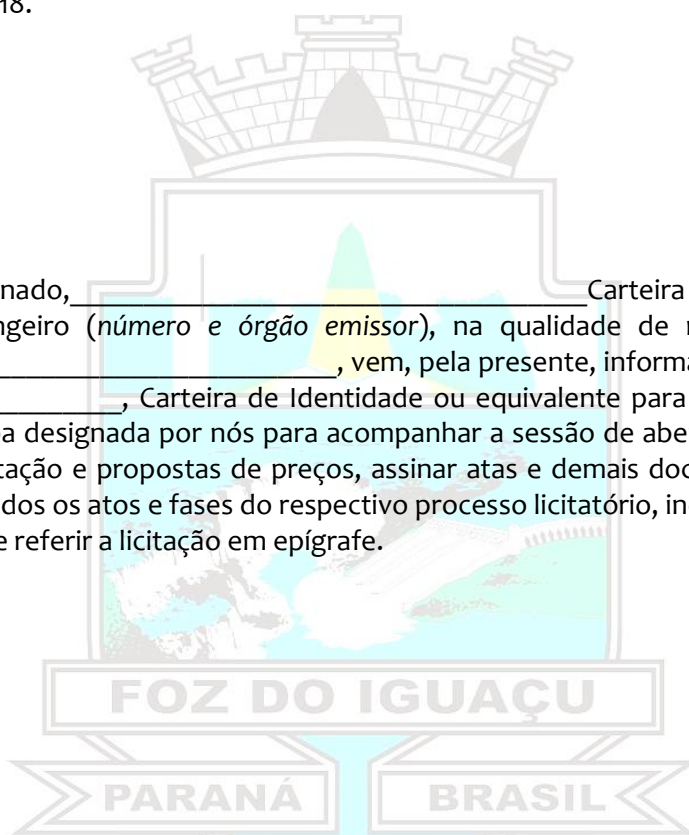 18.
nado,___________________________________Carteira
ngeiro (número e órgão emissor), na qualidade de
_______________________, vem, pela presente, informa
_________, Carteira de Identidade ou equivalente para
a designada por nós para acompanhar a sessão de abe
tação e propostas de preços, assinar atas e demais doc
dos os atos e fases do respectivo processo licitatório, in
e referir a licitação em epígrafe.
FOZ DO IGUAÇU
PARANÁ BRASIL